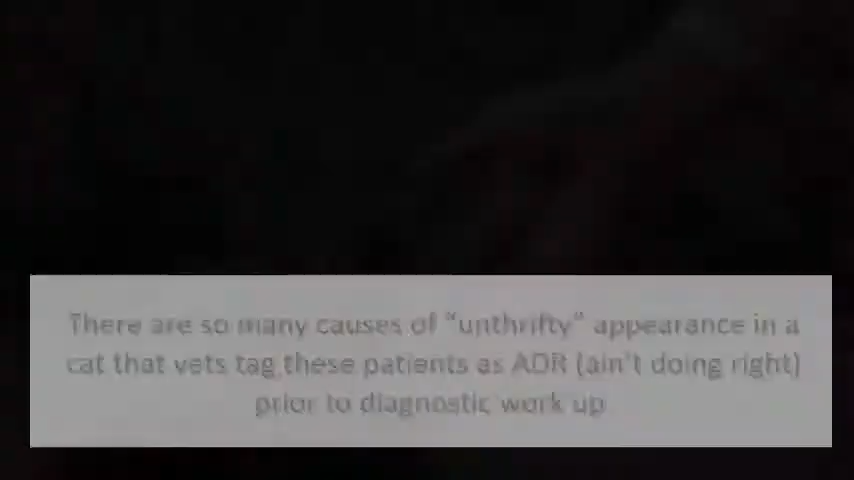 There are so many causes of “unthrifty” appearance in a
cat that vets tag these patients as ADR (ain't doing right)
prior to diagnostic work up